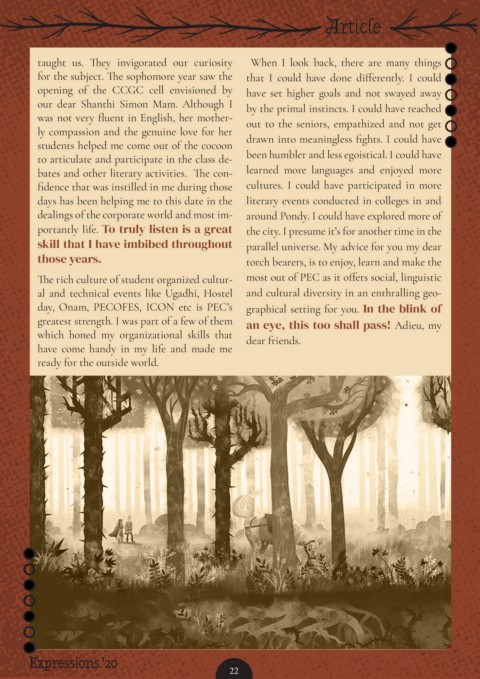 Article
taught us. They invigorated our curiosity
for the subject. The sophomore year saw the
opening of the CCGC cell envisioned by
our dear Shanthi Simon Mam. Although I
was not very fluent in English, her mother-
ly compassion and the genuine love for her
students helped me come out of the cocoon
to articulate and participate in the class de-
bates and other literary activities. The con-
fidence that was instilled in me during those
days has been helping me to this date in the
dealings of the corporate world and most im-
portantly life. To truly listen is a great
skill that I have imbibed throughout
those years.
The rich culture of student organized cultur-
al and technical events like Ugadhi, Hostel
day, Onam, PECOFES, ICON etc is PEC's
greatest strength. I was part of a few of them
which honed my organizational skills that
have come handy in my life and made me
ready for the outside world.
When I look back, there are many things
that I could have done differently. I could
have set higher goals and not swayed away
by the primal instincts. I could have reached
out to the seniors, empathized and not get
drawn into meaningless fights. I could have
been humbler and less egoistical. I could have
learned more languages and enjoyed more
cultures. I could have participated in more
literary events conducted in colleges in and
around Pondy. I could have explored more of
the city. I presume it's for another time in the
parallel universe. My advice for you my dear
torch bearers, is to enjoy, learn and make the
most out of PEC as it offers social, linguistic
and cultural diversity in an enthralling geo-
graphical setting for you. In the blink of
an eye, this too shall pass! Adieu, my
dear friends.
Expressions '20
22